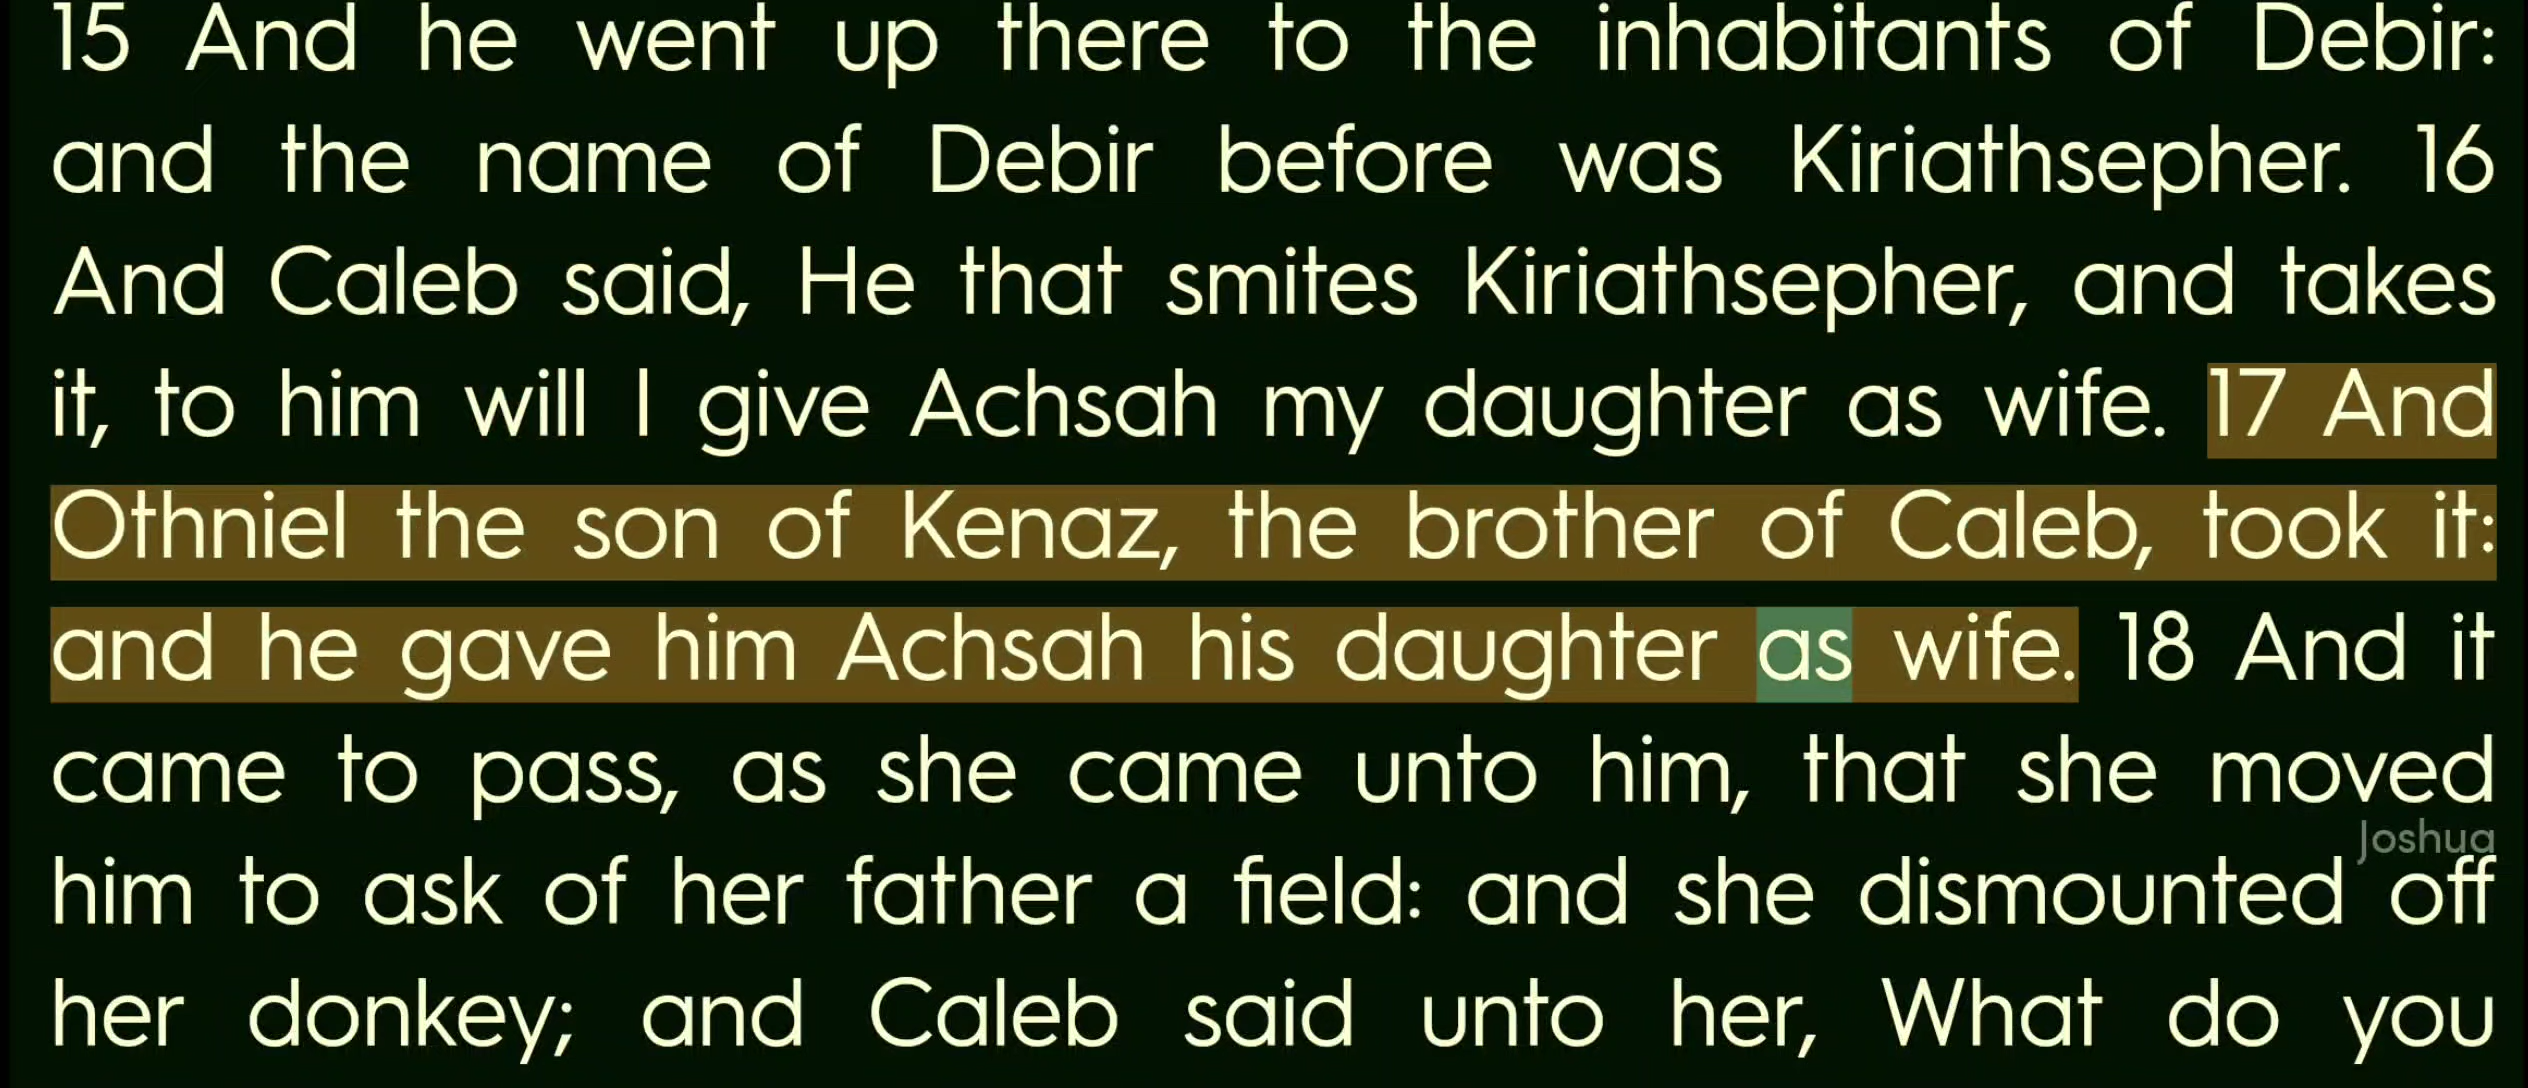 15 And he went up there to the inhabitants of Debir:
and the name of Debir before was Kiriathsepher. 16
And Caleb said, He that smites Kiriathsepher, and takes
it, to him will I give Achsah my daughter as wife. 17 And
Othniel the son of Kenaz, the brother of Caleb, took it:
and he gave him Achsah his daughter as wife. 18 And it
came to pass, as she came unto him, that she moved
Joshua
him to ask of her father a field: and she dismounted off
her donkey; and Caleb said unto her, What do you